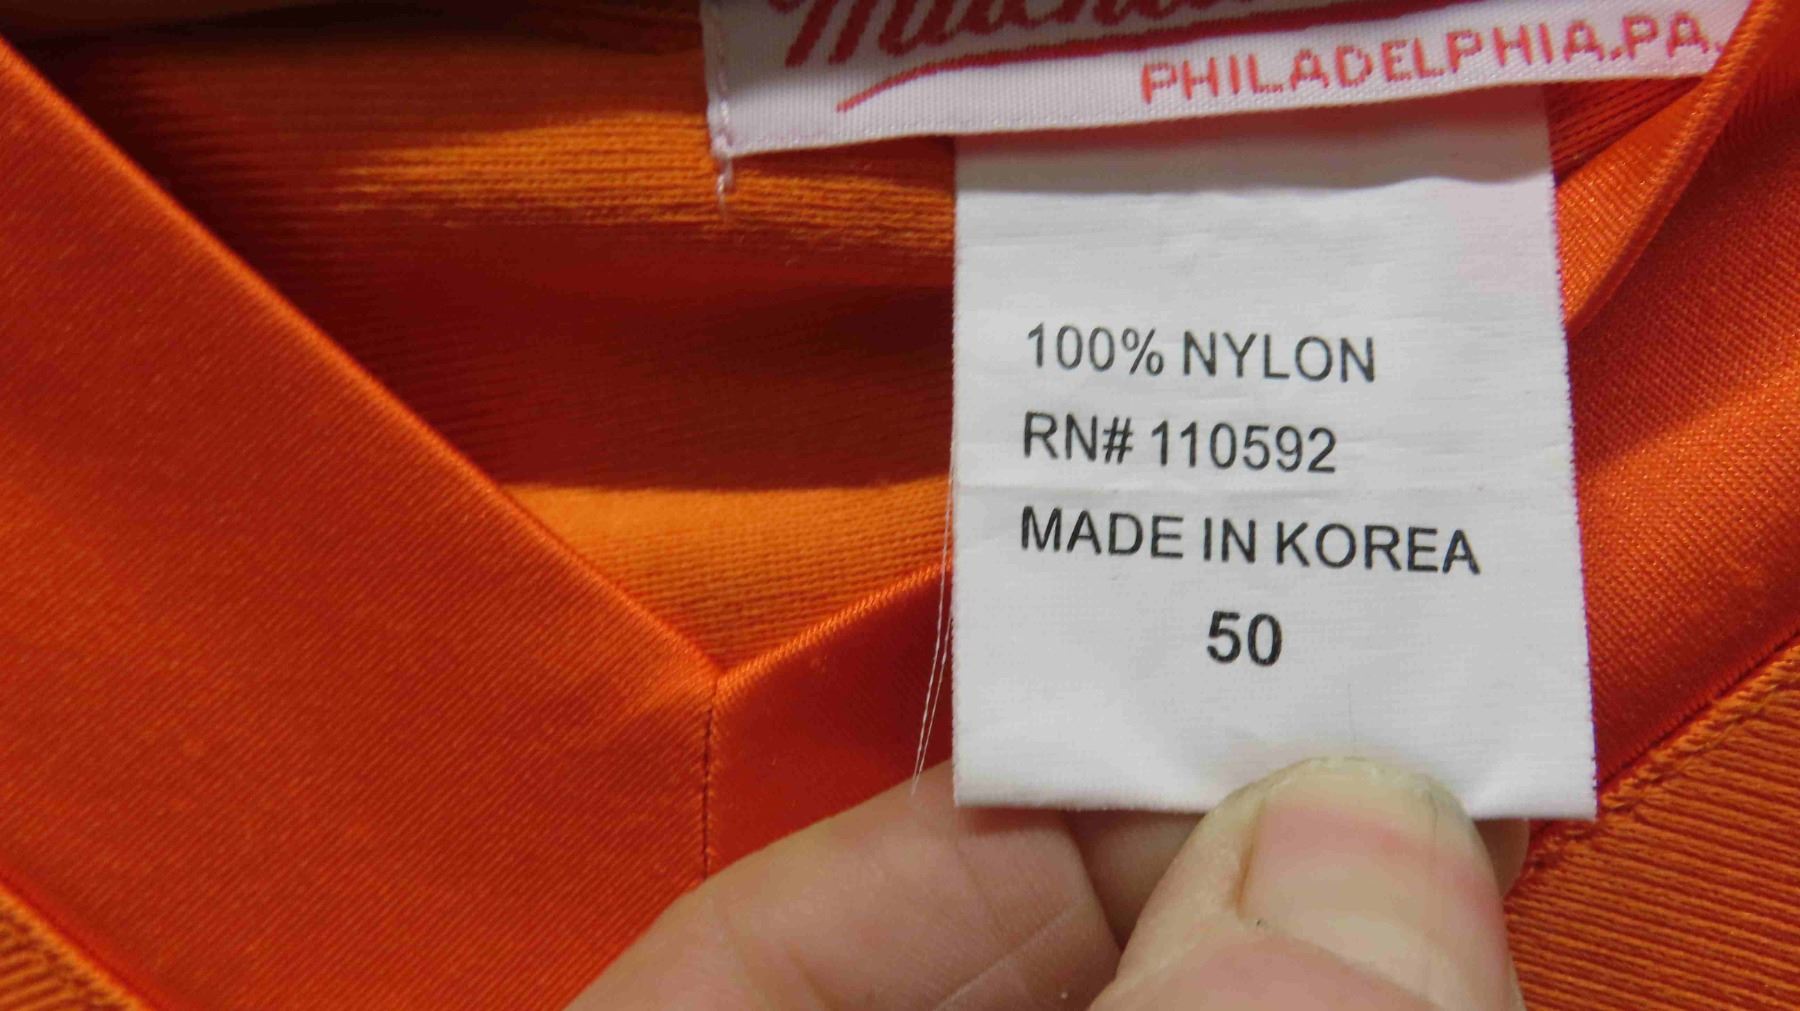 PHILADELPHIA, PA.
100% NYLON
RN# 110592
MADE IN KOREA
50